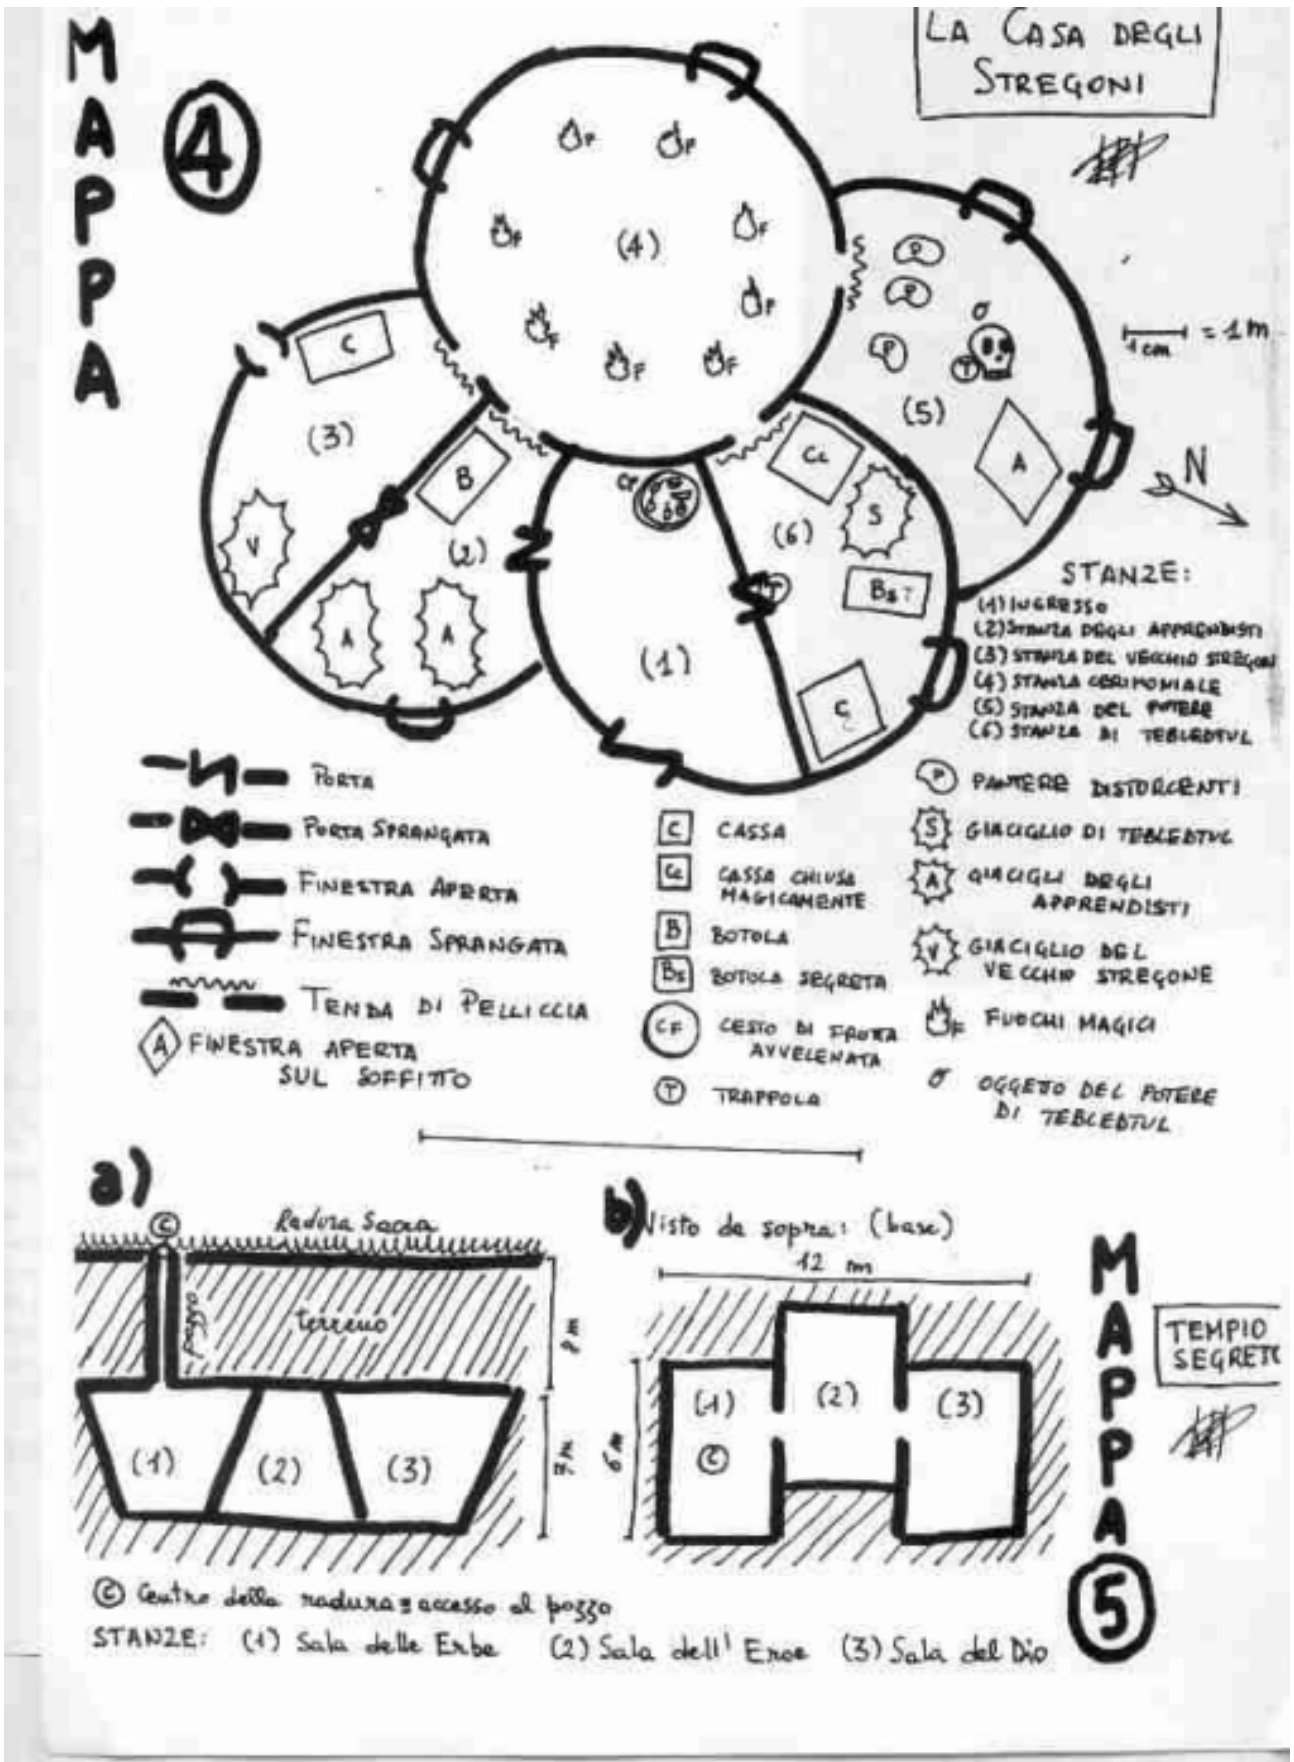 MAPPA
4
LA CASA DEGLI
STREGONI
F
F
F
F
(4)
F
F
F
F
P
P
P
σ
T
(5)
A
1 cm = 1 m
N
C
(3)
V
B
(2)
A
A
CF
(1)
Cc
S
(6)
T
Bs T
C
STANZE:
(1) INGRESSO
(2) STANZA DEGLI APPRENDISTI
(3) STANZA DEL VECCHIO STREGON
(4) STANZA CERIMONIALE
(5) STANZA DEL POTERE
(6) STANZA DI TEBLEDTUL
PORTA
PORTA SPRANGATA
FINESTRA APERTA
FINESTRA SPRANGATA
TENDA DI PELLICCIA
A FINESTRA APERTA
SUL SOFFITTO
C CASSA
Cc CASSA CHIUSA
MAGICAMENTE
B BOTOLA
Bs BOTOLA SEGRETA
CF CESTO DI FRUTTA
AVVELENATA
T TRAPPOLA
P PANTERE DISTORCENTI
S GIACIGLIO DI TEBLEDTUL
A GIACIGLI DEGLI
APPRENDISTI
V GIACIGLIO DEL
VECCHIO STREGONE
F FUOCHI MAGICI
σ OGGETTO DEL POTERE
DI TEBLEDTUL
a)
C
Radura Sacra
pozzo
terreno
(1)
(2)
(3)
b) Visto da sopra: (base)
12 m
6 m
(1)
C
(2)
(3)
MAPPA
5
TEMPIO
SEGRETO
C Centro della radura = accesso al pozzo
STANZE: (1) Sala delle Erbe (2) Sala dell'Eroe (3) Sala del Dio